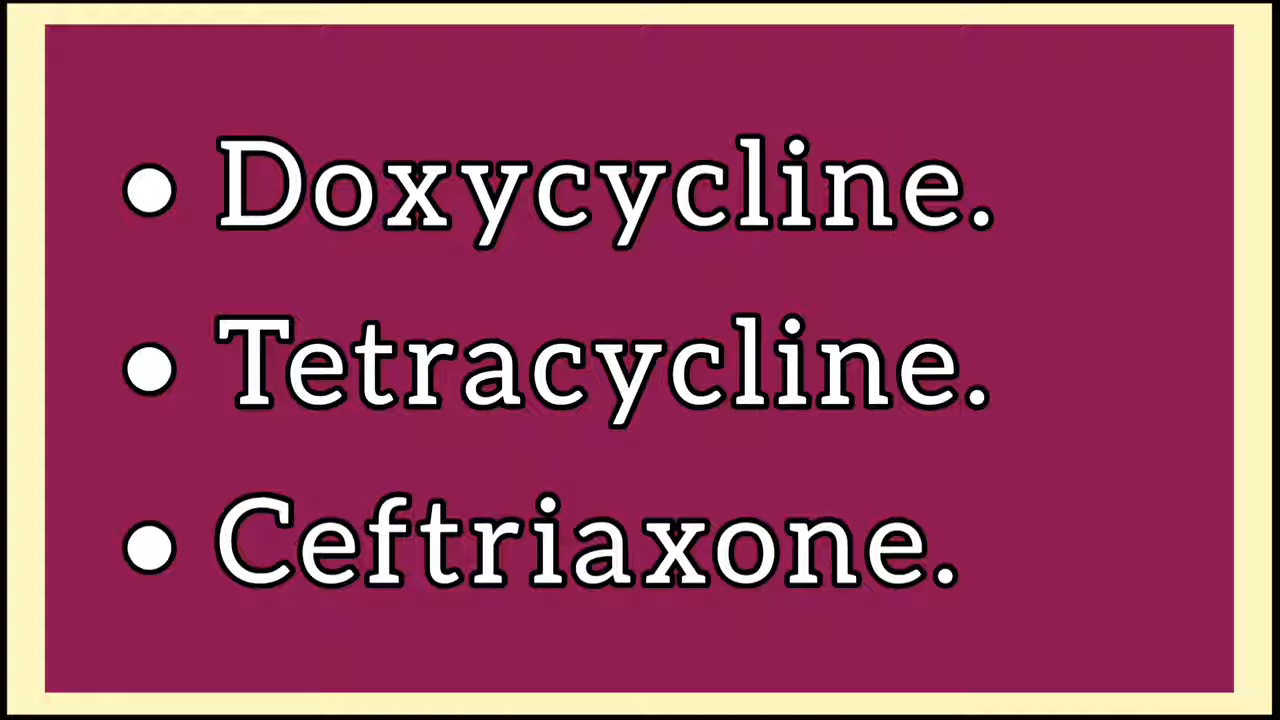 • Doxycycline.
• Tetracycline.
• Ceftriaxone.